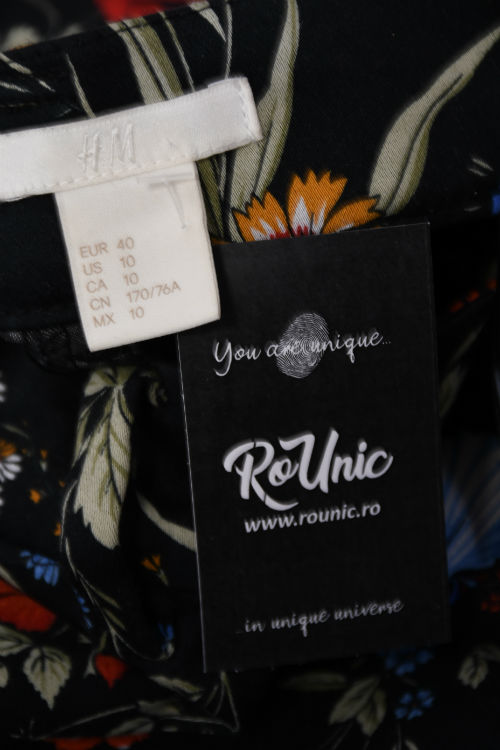 H M
EUR 40
US 10
CA 10
CN 170/76A
MX 10
You are unique...
RoUnic
www.rounic.ro
...in unique universe